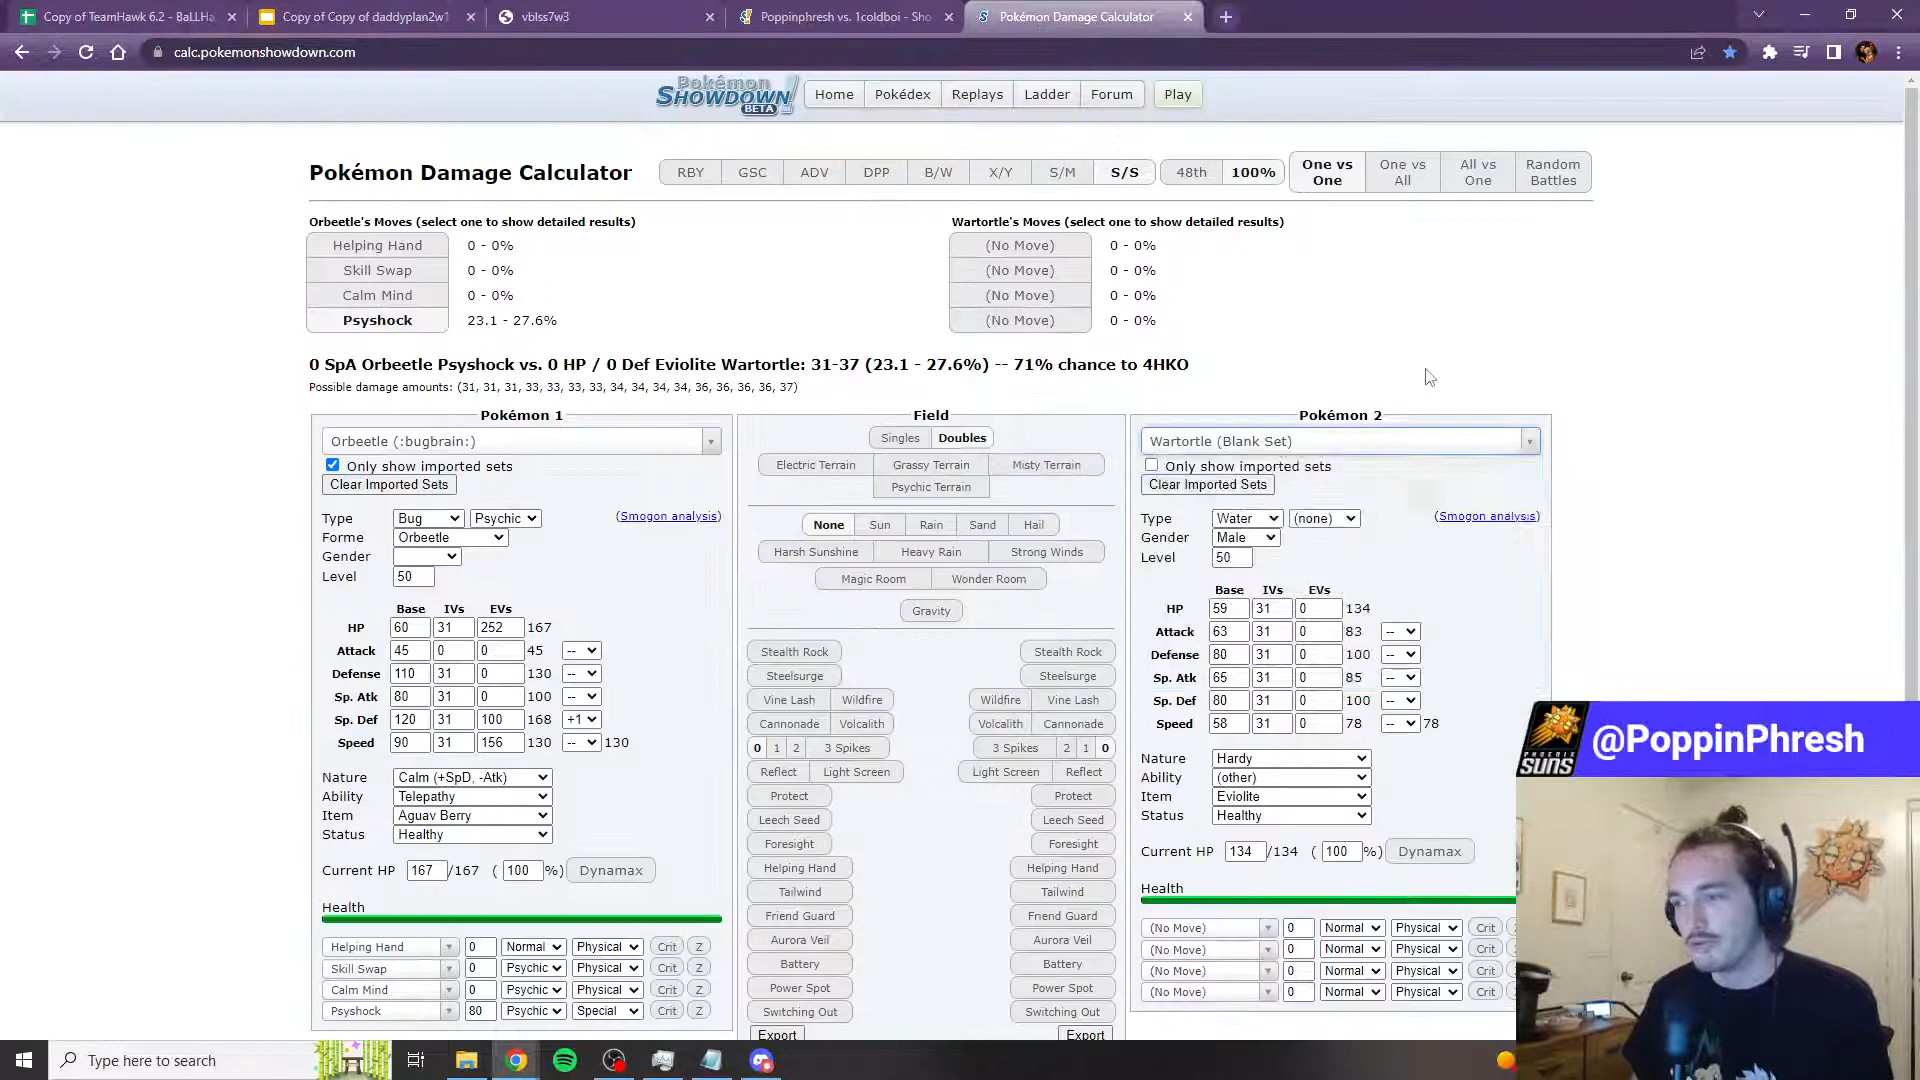 Copy of TeamHawk 6.2 - BaLLHa
Copy of Copy of daddyplan2w1
vblss7w3
Poppinphresh vs. 1coldboi - Sho
Pokémon Damage Calculator
calc.pokemonshowdown.com
Pokémon
SHOWDOWN!
BETA
Home
Pokédex
Replays
Ladder
Forum
Play
Pokémon Damage Calculator
RBY GSC ADV DPP B/W X/Y S/M S/S
48th 100%
One vs One
One vs All
All vs One
Random Battles
Orbeetle's Moves (select one to show detailed results)
Helping Hand 0 - 0%
Skill Swap 0 - 0%
Calm Mind 0 - 0%
Psyshock 23.1 - 27.6%
Wartortle's Moves (select one to show detailed results)
(No Move) 0 - 0%
(No Move) 0 - 0%
(No Move) 0 - 0%
(No Move) 0 - 0%
0 SpA Orbeetle Psyshock vs. 0 HP / 0 Def Eviolite Wartortle: 31-37 (23.1 - 27.6%) -- 71% chance to 4HKO
Possible damage amounts: (31, 31, 31, 33, 33, 33, 33, 34, 34, 34, 34, 36, 36, 36, 36, 37)
Pokémon 1
Orbeetle (:bugbrain:)
Only show imported sets
Clear Imported Sets
Type Bug Psychic (Smogon analysis)
Forme Orbeetle
Gender
Level 50
Base IVs EVs
HP 60 31 252 167
Attack 45 0 0 45 --
Defense 110 31 0 130 --
Sp. Atk 80 31 0 100 --
Sp. Def 120 31 100 168 +1
Speed 90 31 156 130 -- 130
Nature Calm (+SpD, -Atk)
Ability Telepathy
Item Aguav Berry
Status Healthy
Current HP 167 /167 ( 100 %) Dynamax
Health
Helping Hand 0 Normal Physical Crit Z
Skill Swap 0 Psychic Physical Crit Z
Calm Mind 0 Psychic Physical Crit Z
Psyshock 80 Psychic Special Crit Z
Field
Singles Doubles
Electric Terrain Grassy Terrain Misty Terrain
Psychic Terrain
None Sun Rain Sand Hail
Harsh Sunshine Heavy Rain Strong Winds
Magic Room Wonder Room
Gravity
Stealth Rock Stealth Rock
Steelsurge Steelsurge
Vine Lash Wildfire Wildfire Vine Lash
Cannonade Volcalith Volcalith Cannonade
0 1 2 3 Spikes 3 Spikes 2 1 0
Reflect Light Screen Light Screen Reflect
Protect Protect
Leech Seed Leech Seed
Foresight Foresight
Helping Hand Helping Hand
Tailwind Tailwind
Friend Guard Friend Guard
Aurora Veil Aurora Veil
Battery Battery
Power Spot Power Spot
Switching Out Switching Out
Export Export
Pokémon 2
Wartortle (Blank Set)
Only show imported sets
Clear Imported Sets
Type Water (none) (Smogon analysis)
Gender Male
Level 50
Base IVs EVs
HP 59 31 0 134
Attack 63 31 0 83 --
Defense 80 31 0 100 --
Sp. Atk 65 31 0 85 --
Sp. Def 80 31 0 100 --
Speed 58 31 0 78 -- 78
Nature Hardy
Ability (other)
Item Eviolite
Status Healthy
Current HP 134 /134 ( 100 %) Dynamax
Health
(No Move) 0 Normal Physical Crit
(No Move) 0 Normal Physical Crit
(No Move) 0 Normal Physical Crit
(No Move) 0 Normal Physical Crit
PHOENIX
SUNS
@PoppinPhresh
Type here to search